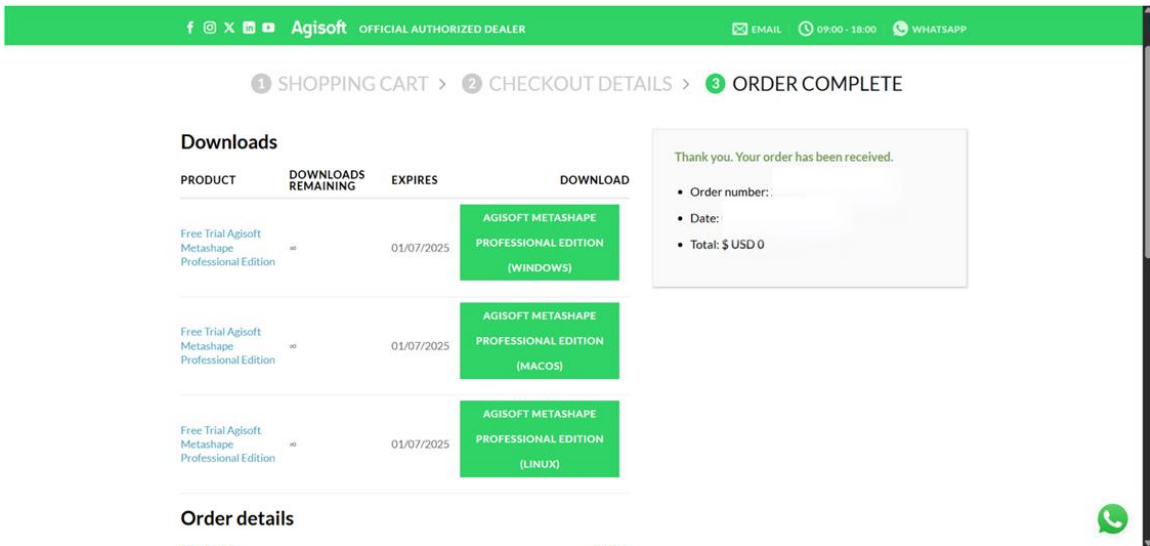 Agisoft OFFICIAL AUTHORIZED DEALER
EMAIL 09:00 - 18:00 WHATSAPP
1 SHOPPING CART > 2 CHECKOUT DETAILS > 3 ORDER COMPLETE
Downloads
PRODUCT DOWNLOADS REMAINING EXPIRES DOWNLOAD
Free Trial Agisoft
Metashape
Professional Edition
∞ 01/07/2025
AGISOFT METASHAPE
PROFESSIONAL EDITION
(WINDOWS)
Free Trial Agisoft
Metashape
Professional Edition
∞ 01/07/2025
AGISOFT METASHAPE
PROFESSIONAL EDITION
(MACOS)
Free Trial Agisoft
Metashape
Professional Edition
∞ 01/07/2025
AGISOFT METASHAPE
PROFESSIONAL EDITION
(LINUX)
Order details
Thank you. Your order has been received.
• Order number:
• Date:
• Total: $ USD 0